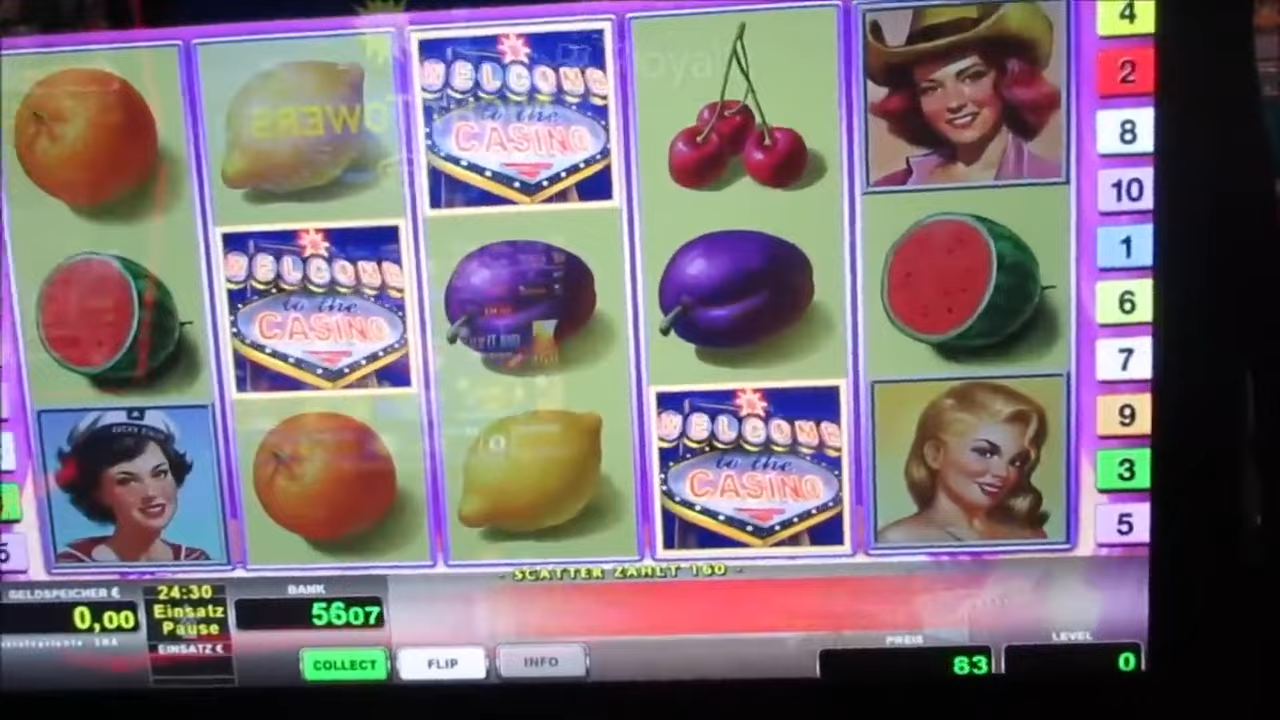 4
2
8
10
1
6
7
9
3
5
WELCOME
to the
CASINO
WELCOME
to the
CASINO
WELCOME
to the
CASINO
5
- SCATTER ZAHLT 160 -
GELDSPEICHER €
0,00
24:30
Einsatz
Pause
EINSATZ €
BANK
5607
COLLECT
FLIP
INFO
PREIS
63
LEVEL
0